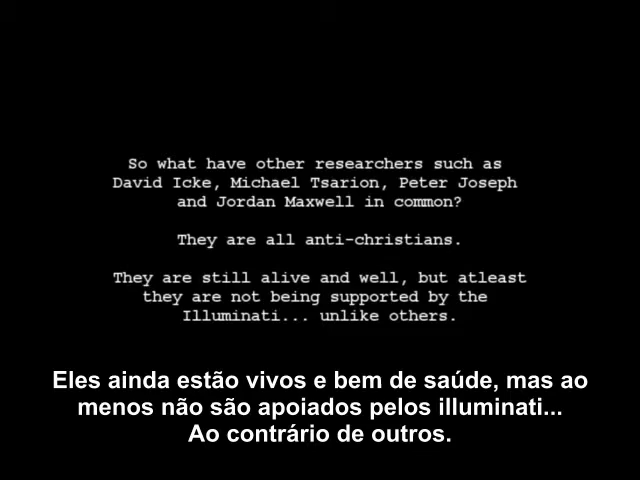 So what have other researchers such as
David Icke, Michael Tsarion, Peter Joseph
and Jordan Maxwell in common?
They are all anti-christians.
They are still alive and well, but atleast
they are not being supported by the
Illuminati... unlike others.
Eles ainda estão vivos e bem de saúde, mas ao
menos não são apoiados pelos illuminati...
Ao contrário de outros.